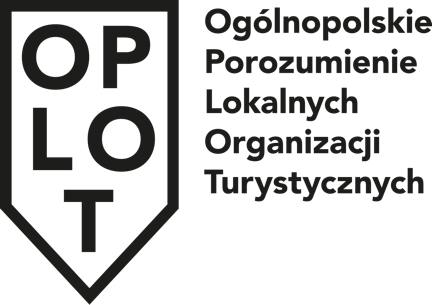 OP
LO
T
Ogólnopolskie
Porozumienie
Lokalnych
Organizacji
Turystycznych